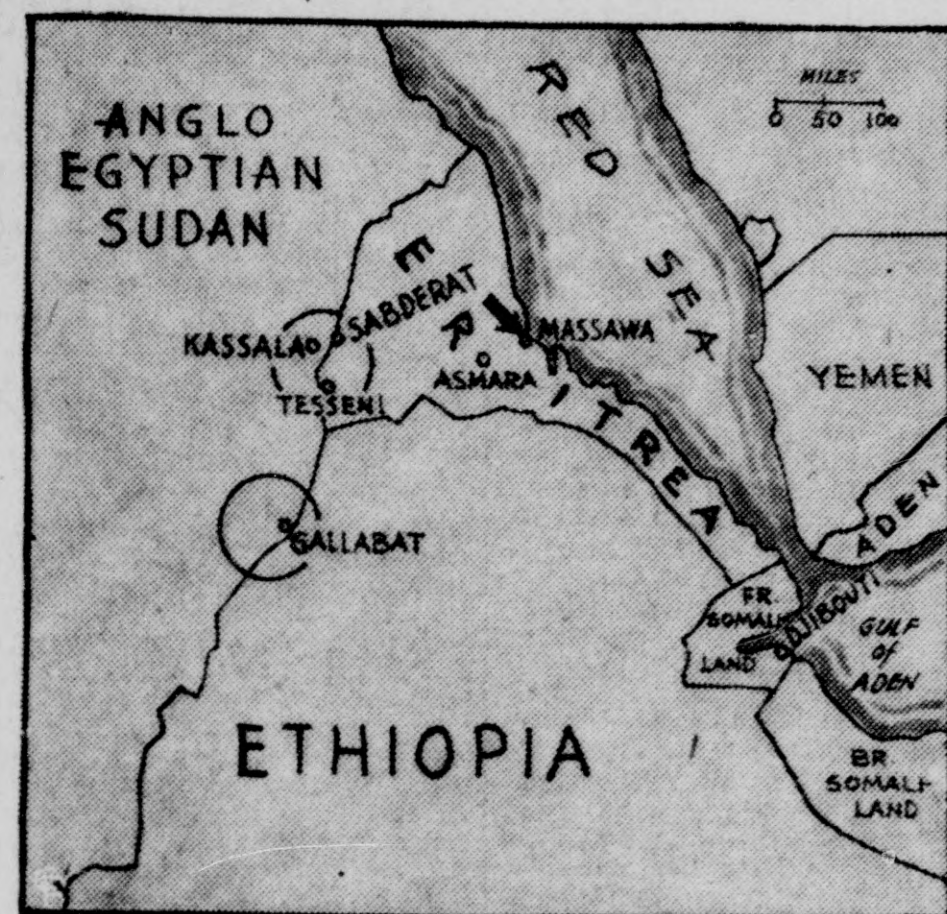 ANGLO
EGYPTIAN
SUDAN
RED SEA
MILES
0 50 100
ERITREA
KASSALA
SABDERAT
MASSAWA
ASMARA
TESSENI
YEMEN
GALLABAT
ADEN
FR.
SOMALI-
LAND
DJIBOUTI
GULF
of
ADEN
ETHIOPIA
BR.
SOMALI-
LAND